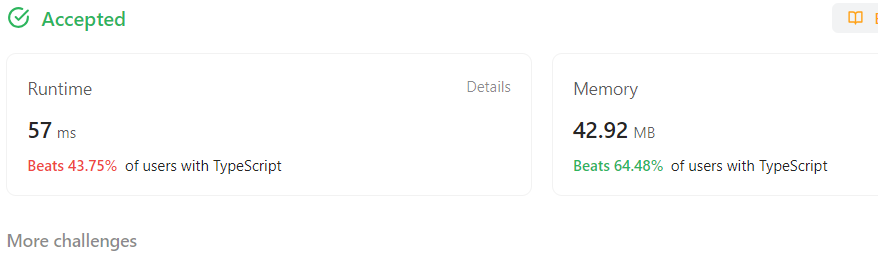 Accepted
Runtime
Details
57 ms
Beats 43.75% of users with TypeScript
Memory
42.92 MB
Beats 64.48% of users with TypeScript
More challenges